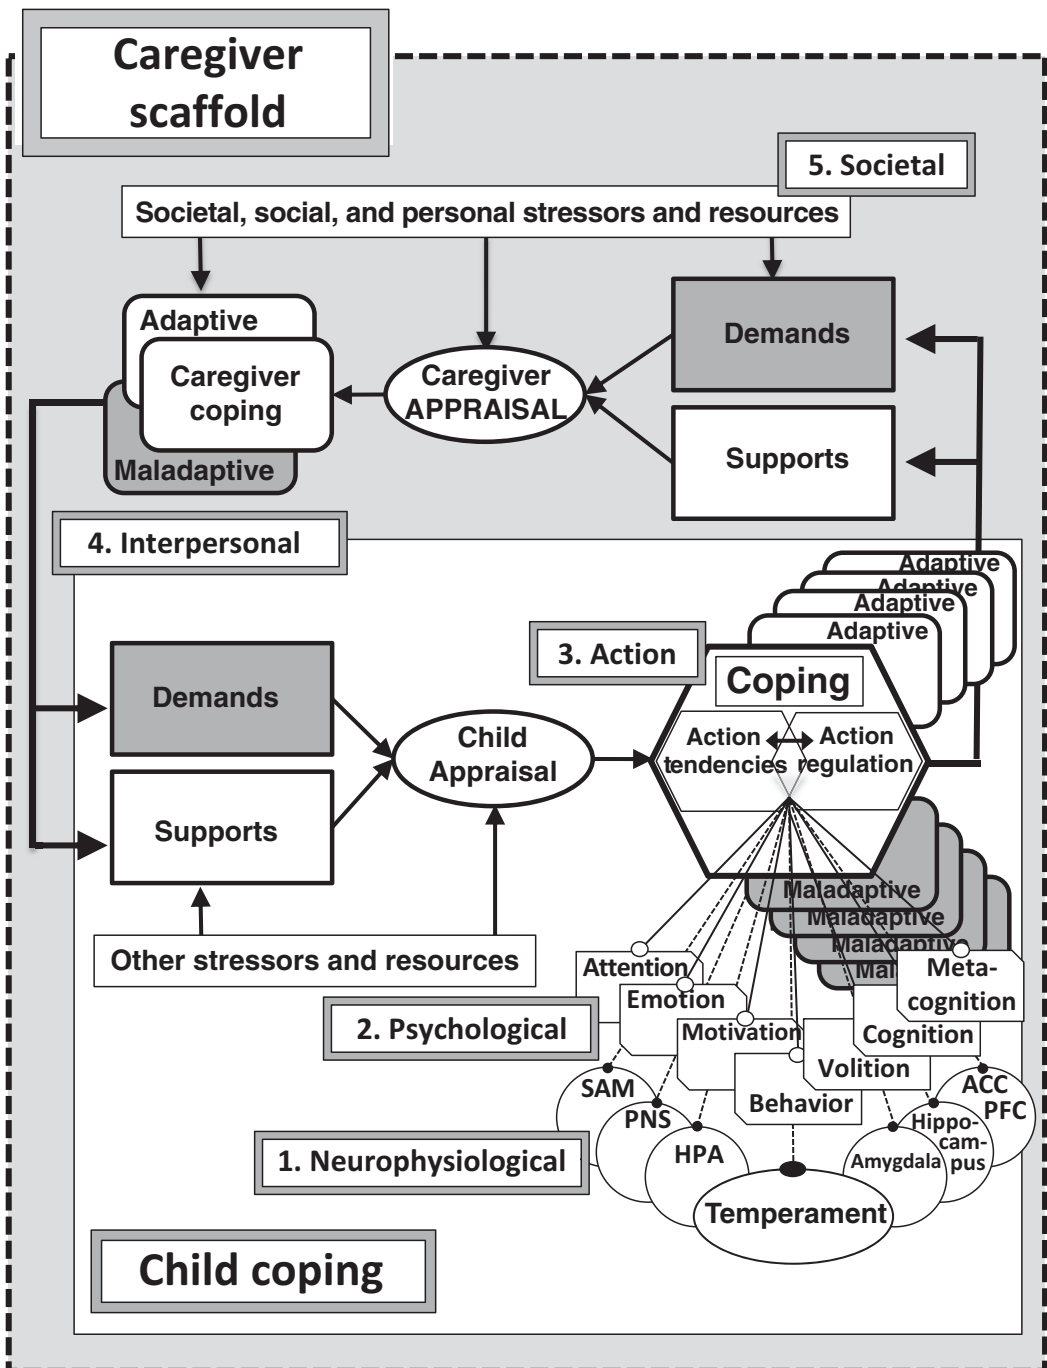 Caregiver
scaffold
5. Societal
Societal, social, and personal stressors and resources
Adaptive
Caregiver
coping
Maladaptive
Caregiver
APPRAISAL
Demands
Supports
4. Interpersonal
Adaptive
Adaptive
Adaptive
Adaptive
3. Action
Coping
Action
tendencies
Action
regulation
Demands
Supports
Child
Appraisal
Other stressors and resources
Maladaptive
Maladaptive
Maladaptive
Mal
2. Psychological
Attention
Emotion
Motivation
Behavior
Volition
Cognition
Meta-
cognition
1. Neurophysiological
SAM
PNS
HPA
Temperament
Amygdala
Hippo-
cam-
pus
ACC
PFC
Child coping